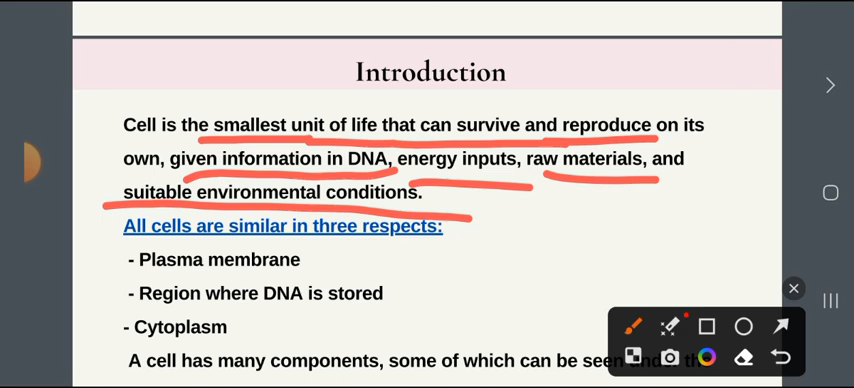 Introduction
Cell is the smallest unit of life that can survive and reproduce on its
own, given information in DNA, energy inputs, raw materials, and
suitable environmental conditions.
All cells are similar in three respects:
- Plasma membrane
- Region where DNA is stored
- Cytoplasm
A cell has many components, some of which can be seen under the